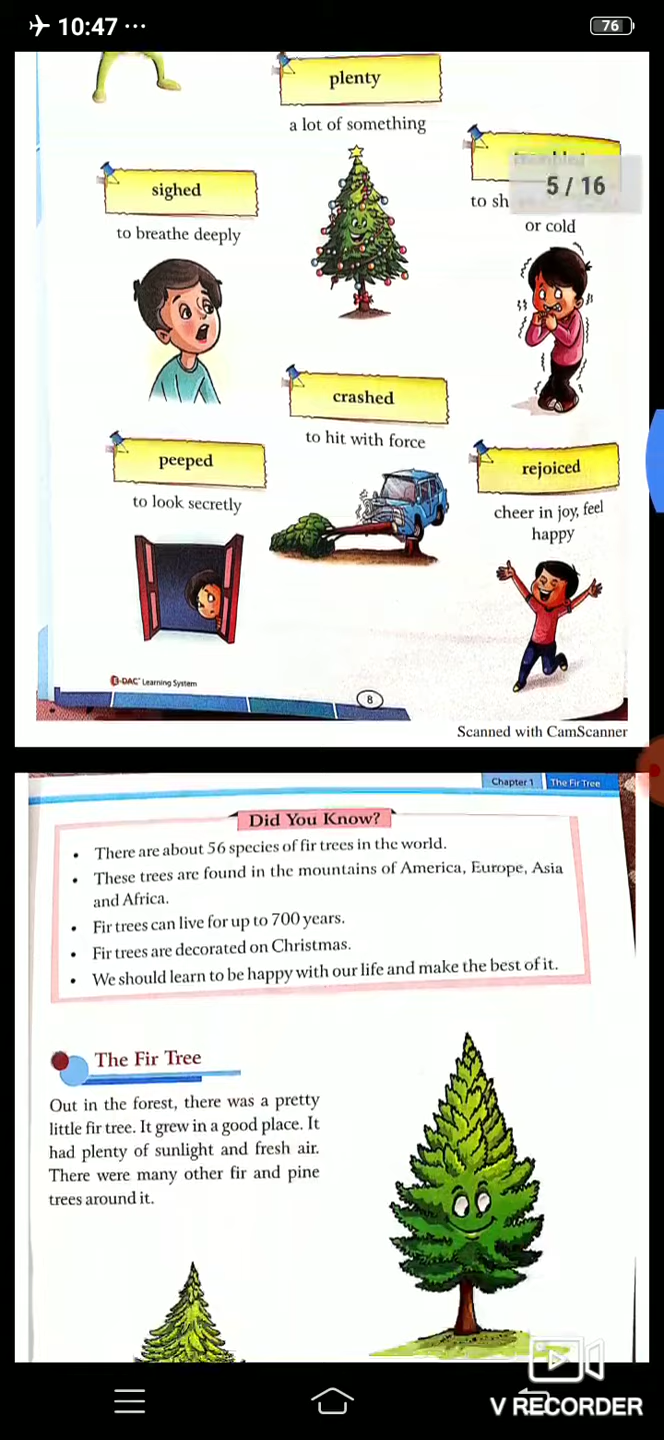 10:47 ...
76
plenty
a lot of something
5 / 16
to sh
or cold
sighed
to breathe deeply
crashed
to hit with force
peeped
to look secretly
rejoiced
cheer in joy, feel
happy
E-DAC Learning System
8
Scanned with CamScanner
Chapter 1 The Fir Tree
Did You Know?
• There are about 56 species of fir trees in the world.
• These trees are found in the mountains of America, Europe, Asia
and Africa.
• Fir trees can live for up to 700 years.
• Fir trees are decorated on Christmas.
• We should learn to be happy with our life and make the best of it.
The Fir Tree
Out in the forest, there was a pretty
little fir tree. It grew in a good place. It
had plenty of sunlight and fresh air.
There were many other fir and pine
trees around it.
V RECORDER